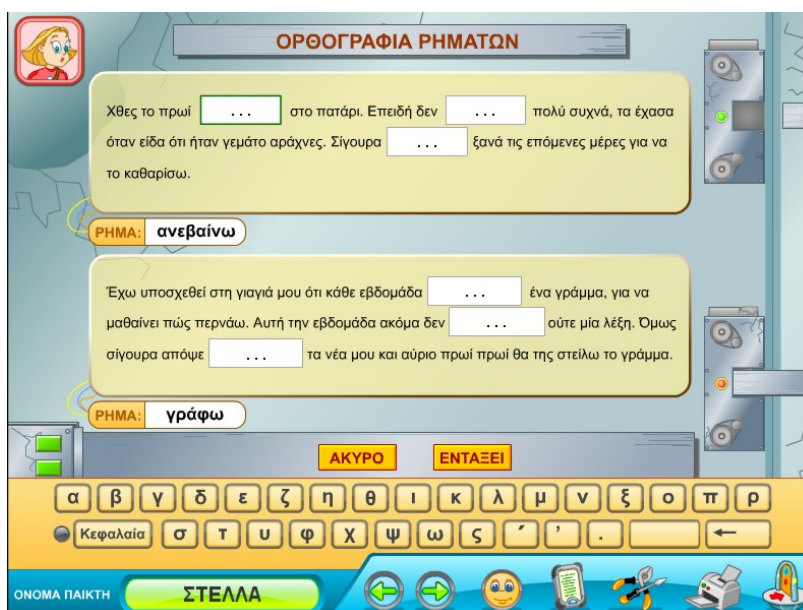 ΟΡΘΟΓΡΑΦΙΑ ΡΗΜΑΤΩΝ
Χθες το πρωί ... στο πατάρι. Επειδή δεν ... πολύ συχνά, τα έχασα
όταν είδα ότι ήταν γεμάτο αράχνες. Σίγουρα ... ξανά τις επόμενες μέρες για να
το καθαρίσω.
ΡΗΜΑ: ανεβαίνω
Έχω υποσχεθεί στη γιαγιά μου ότι κάθε εβδομάδα ... ένα γράμμα, για να
μαθαίνει πώς περνάω. Αυτή την εβδομάδα ακόμα δεν ... ούτε μία λέξη. Όμως
σίγουρα απόψε ... τα νέα μου και αύριο πρωί πρωί θα της στείλω το γράμμα.
ΡΗΜΑ: γράφω
ΑΚΥΡΟ ΕΝΤΑΞΕΙ
α β γ δ ε ζ η θ ι κ λ μ ν ξ ο π ρ
Κεφαλαία σ τ υ φ χ ψ ω ς ΄ ' . ←
ΟΝΟΜΑ ΠΑΙΚΤΗ ΣΤΕΛΛΑ